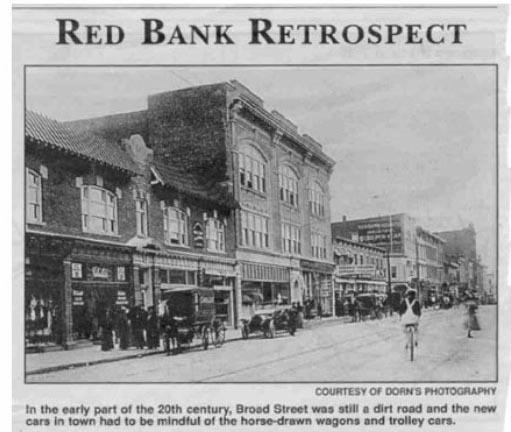 RED BANK RETROSPECT
COURTESY OF DORN'S PHOTOGRAPHY
In the early part of the 20th century, Broad Street was still a dirt road and the new
cars in town had to be mindful of the horse-drawn wagons and trolley cars.